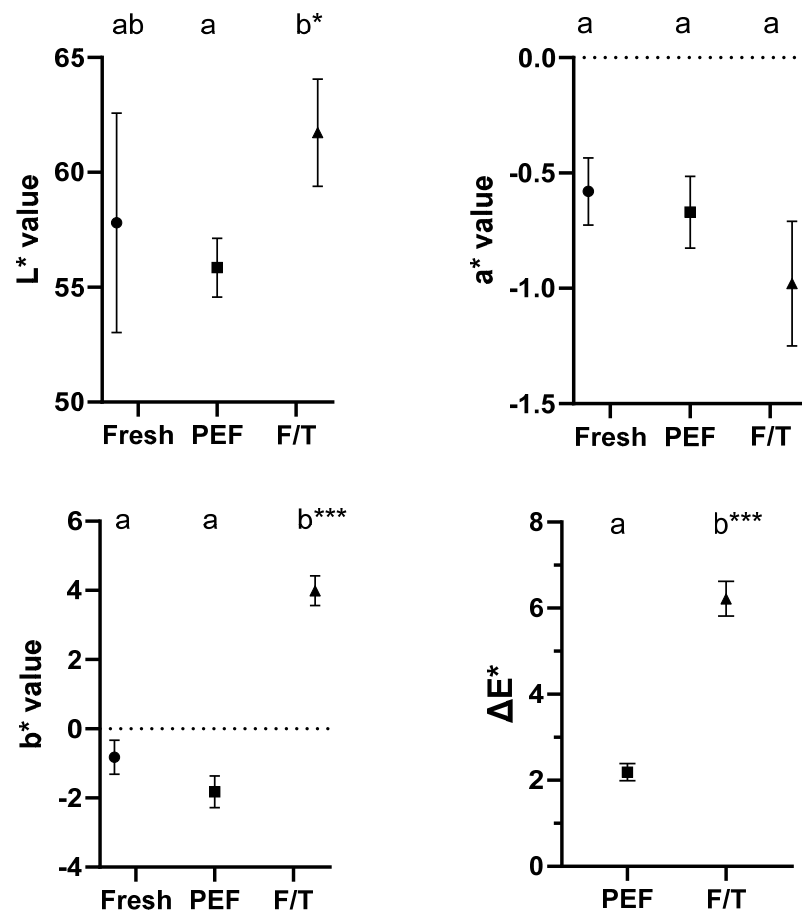 ab a b*
65
60
55
50
L* value
Fresh PEF F/T
a a a
0.0
-0.5
-1.0
-1.5
a* value
Fresh PEF F/T
a a b***
6
4
2
0
-2
-4
b* value
Fresh PEF F/T
a b***
8
6
4
2
0
ΔE*
PEF F/T